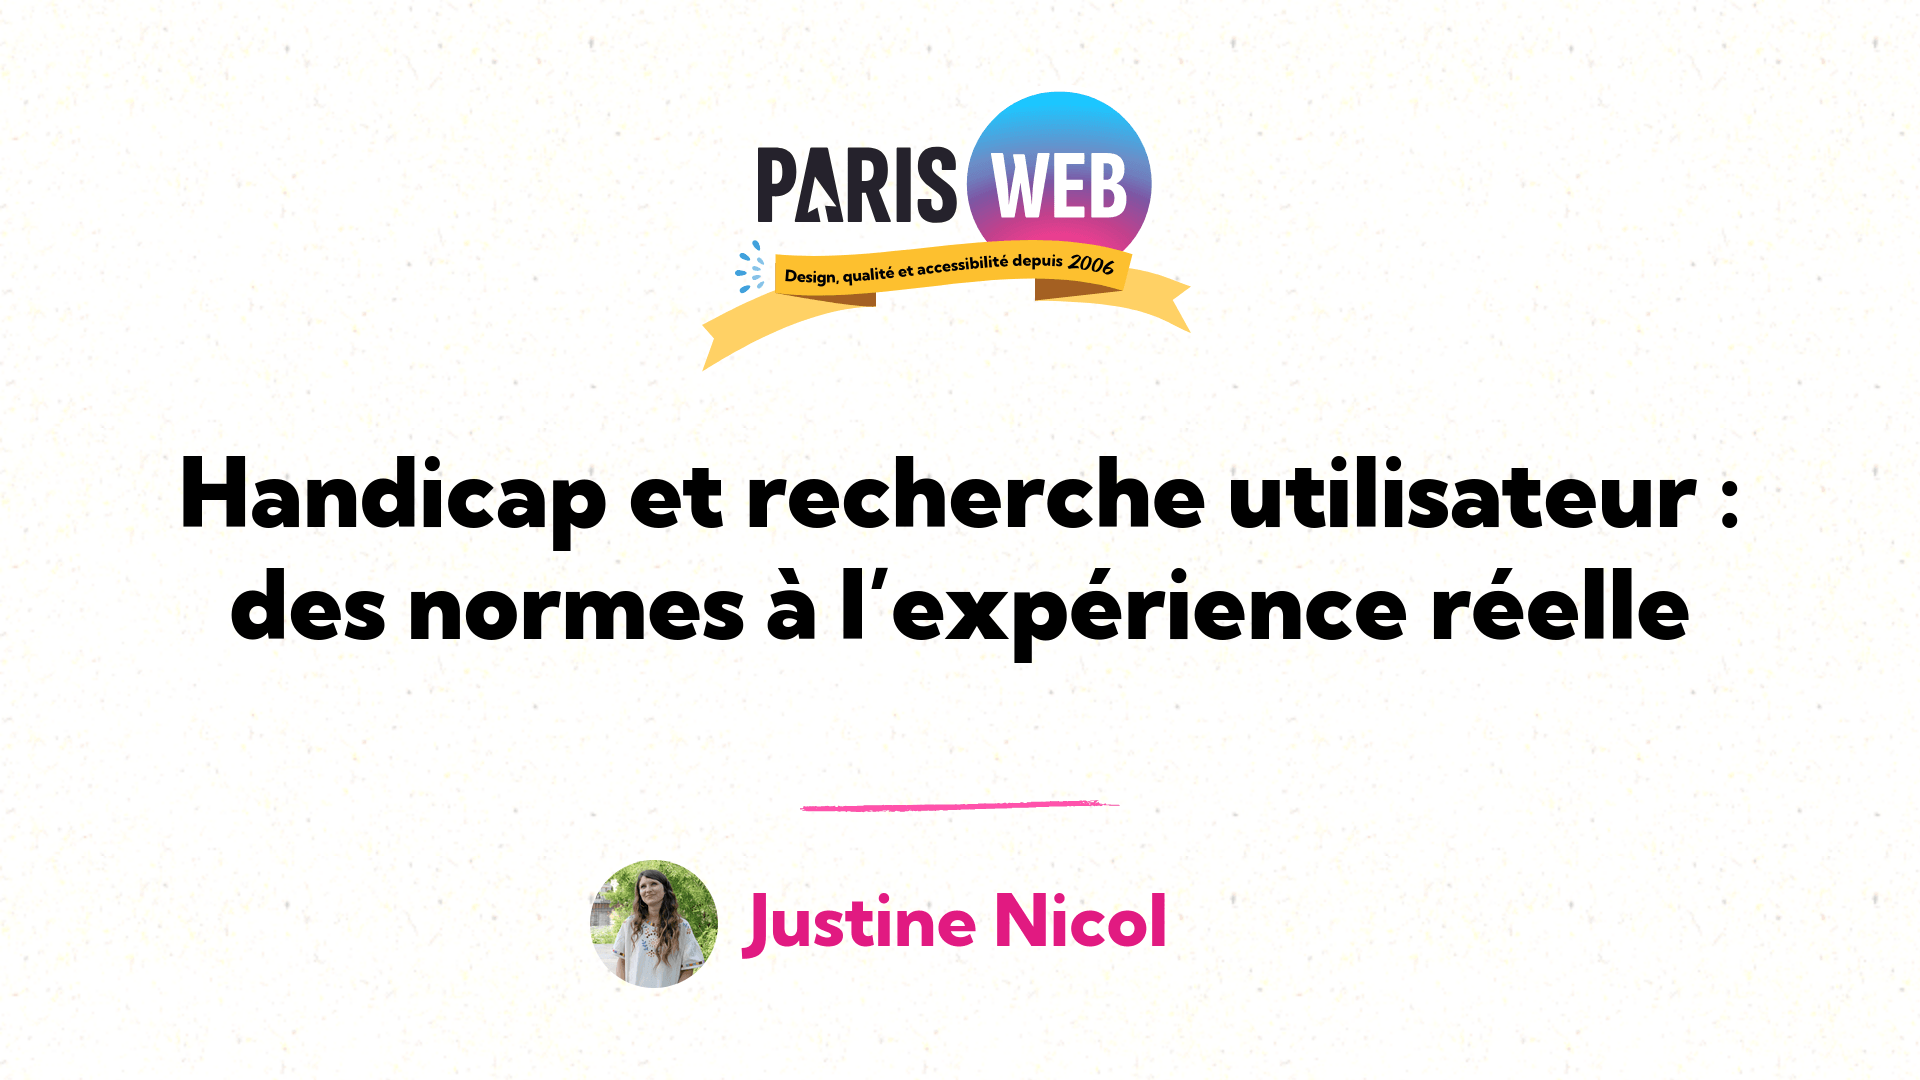 PARIS WEB
Design, qualité et accessibilité depuis 2006
Handicap et recherche utilisateur :
des normes à l’expérience réelle
Justine Nicol